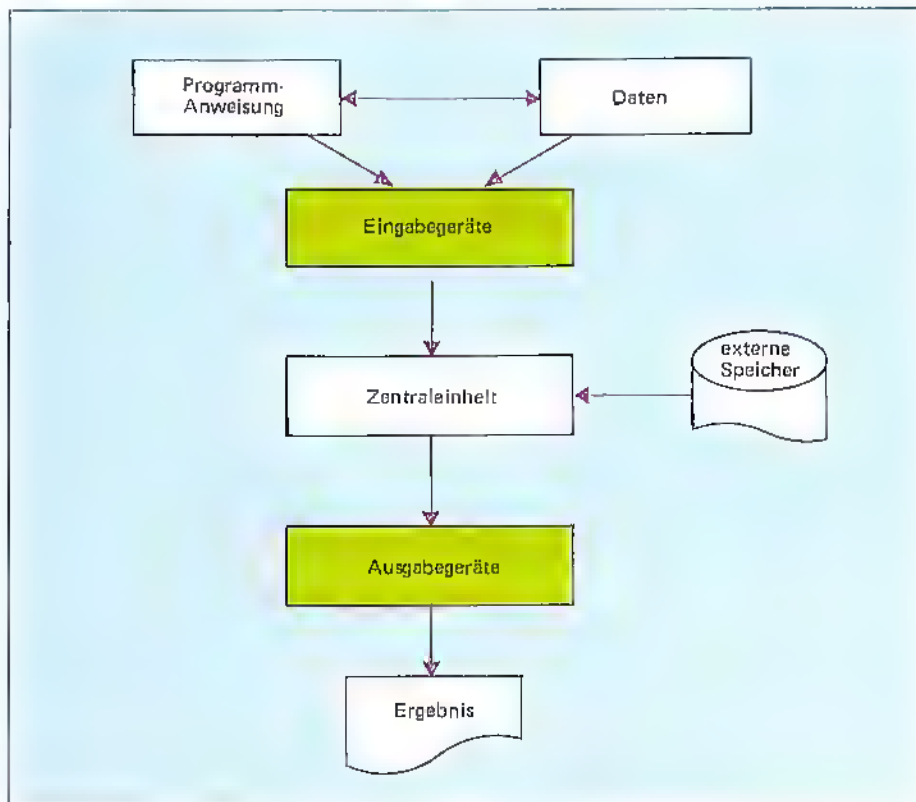 Programm-
Anweisung
Daten
Eingabegeräte
externe
Speicher
Zentraleinheit
Ausgabegeräte
Ergebnis